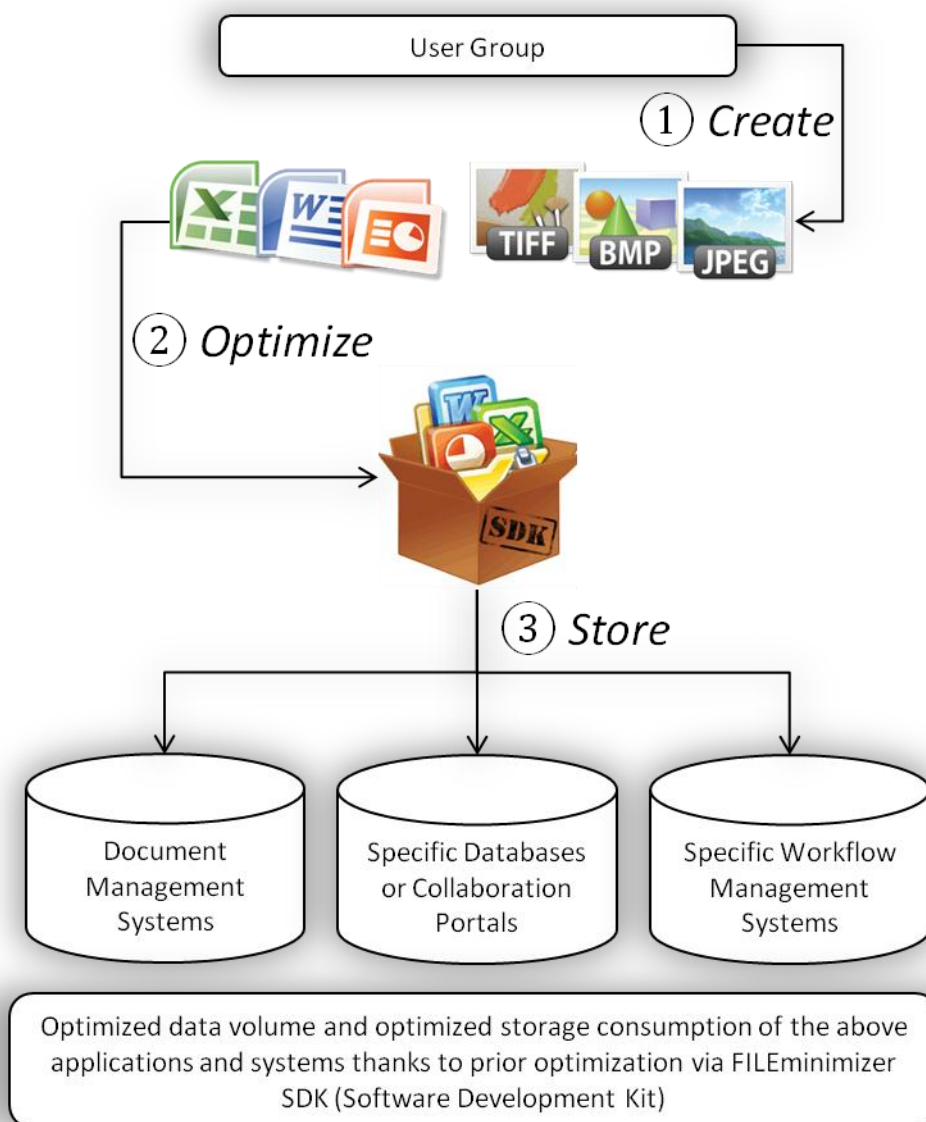 User Group
1 Create
TIFF
BMP
JPEG
W
2 Optimize
W
SDK
3 Store
Document
Management
Systems
Specific Databases
or Collaboration
Portals
Specific Workflow
Management
Systems
Optimized data volume and optimized storage consumption of the above
applications and systems thanks to prior optimization via FILEminimizer
SDK (Software Development Kit)